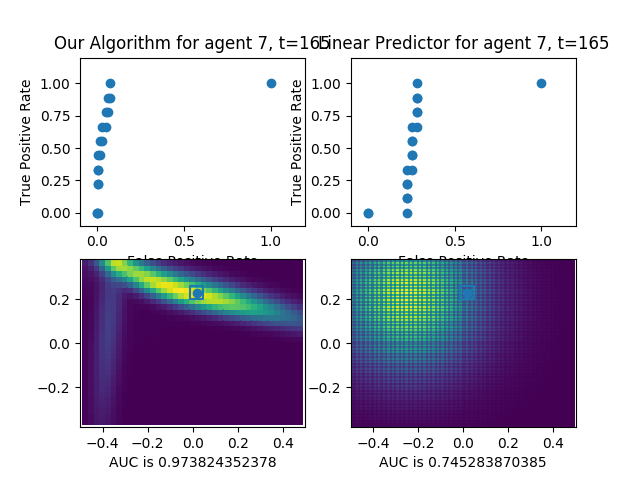 Our Algorithm for agent 7, t=165
Linear Predictor for agent 7, t=165
True Positive Rate
1.00
0.75
0.50
0.25
0.00
0.0 0.5 1.0
False Positive Rate
True Positive Rate
1.00
0.75
0.50
0.25
0.00
0.0 0.5 1.0
False Positive Rate
0.2
0.0
−0.2
−0.4 −0.2 0.0 0.2 0.4
AUC is 0.973824352378
0.2
0.0
−0.2
−0.4 −0.2 0.0 0.2 0.4
AUC is 0.745283870385